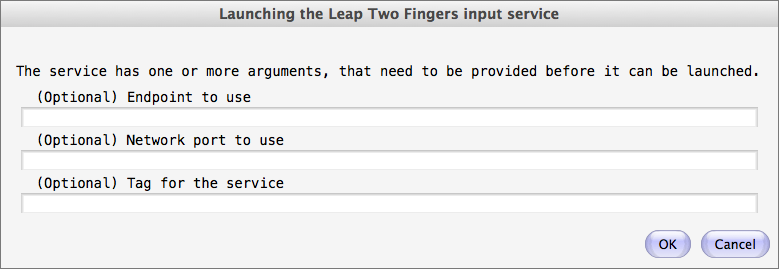 Launching the Leap Two Fingers input service
The service has one or more arguments, that need to be provided before it can be launched.
(Optional) Endpoint to use
(Optional) Network port to use
(Optional) Tag for the service
OK Cancel